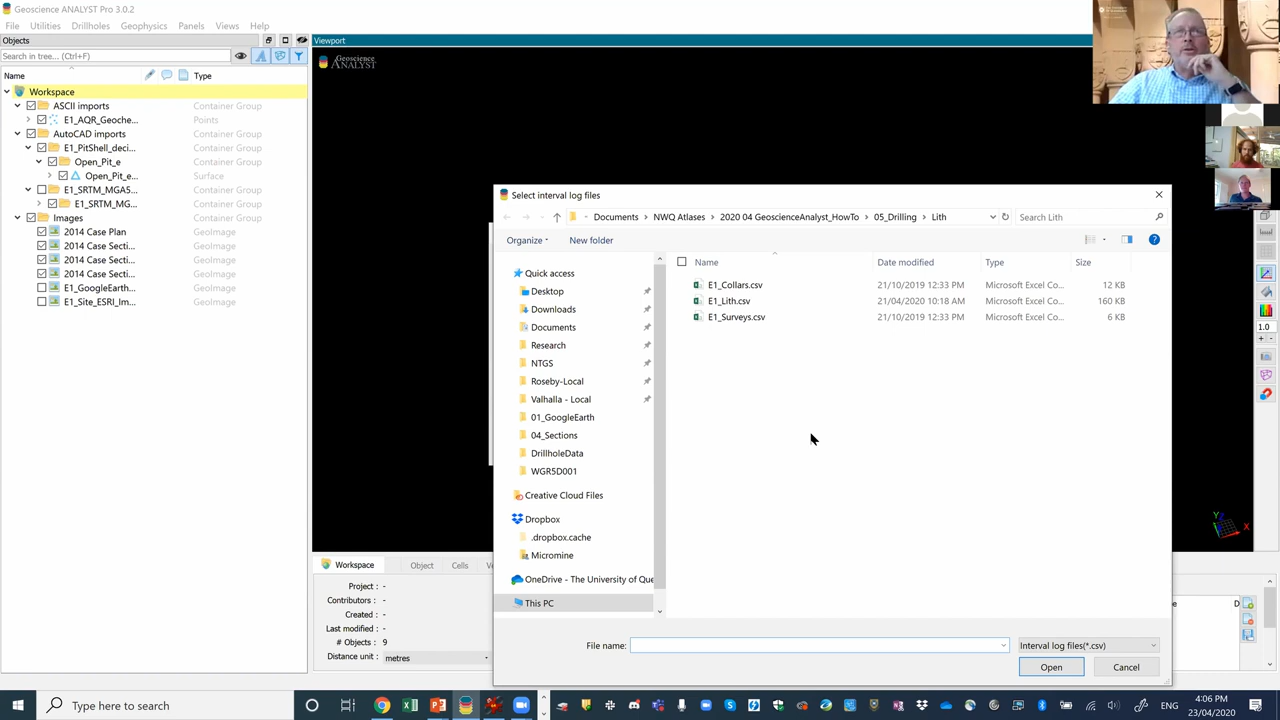 Geoscience ANALYST Pro 3.0.2
File Utilities Drillholes Geophysics Panels Views Help
Objects
Viewport
Search in tree... (Ctrl+F)
Geoscience
ANALYST
Name Type
Workspace
ASCII imports Container Group
E1_AQR_Geoche... Points
AutoCAD imports Container Group
E1_PitShell_deci... Container Group
Open_Pit_e Container Group
Open_Pit_e... Surface
E1_SRTM_MGA5... Container Group
E1_SRTM_MG... Container Group
Images Container Group
2014 Case Plan GeoImage
2014 Case Secti... GeoImage
2014 Case Secti... GeoImage
2014 Case Secti... GeoImage
E1_GoogleEarth... GeoImage
E1_Site_ESRI_Im... GeoImage
Select interval log files
Documents NWQ Atlases 2020 04 GeoscienceAnalyst_HowTo 05_Drilling Lith
Search Lith
Organize New folder
Quick access
Desktop
Downloads
Documents
Research
NTGS
Roseby-Local
Valhalla - Local
01_GoogleEarth
04_Sections
DrillholeData
WGR5D001
Creative Cloud Files
Dropbox
.dropbox.cache
Micromine
OneDrive - The University of Que
This PC
Name Date modified Type Size
E1_Collars.csv 21/10/2019 12:33 PM Microsoft Excel Co... 12 KB
E1_Lith.csv 21/04/2020 10:18 AM Microsoft Excel Co... 160 KB
E1_Surveys.csv 21/10/2019 12:33 PM Microsoft Excel Co... 6 KB
File name:
Interval log files(*.csv)
Open Cancel
1.0
Y X
Workspace Object Cells
Project : -
Contributors : -
Created : -
Last modified : -
# Objects : 9
Distance unit : metres
Type here to search
ENG
4:06 PM
23/04/2020